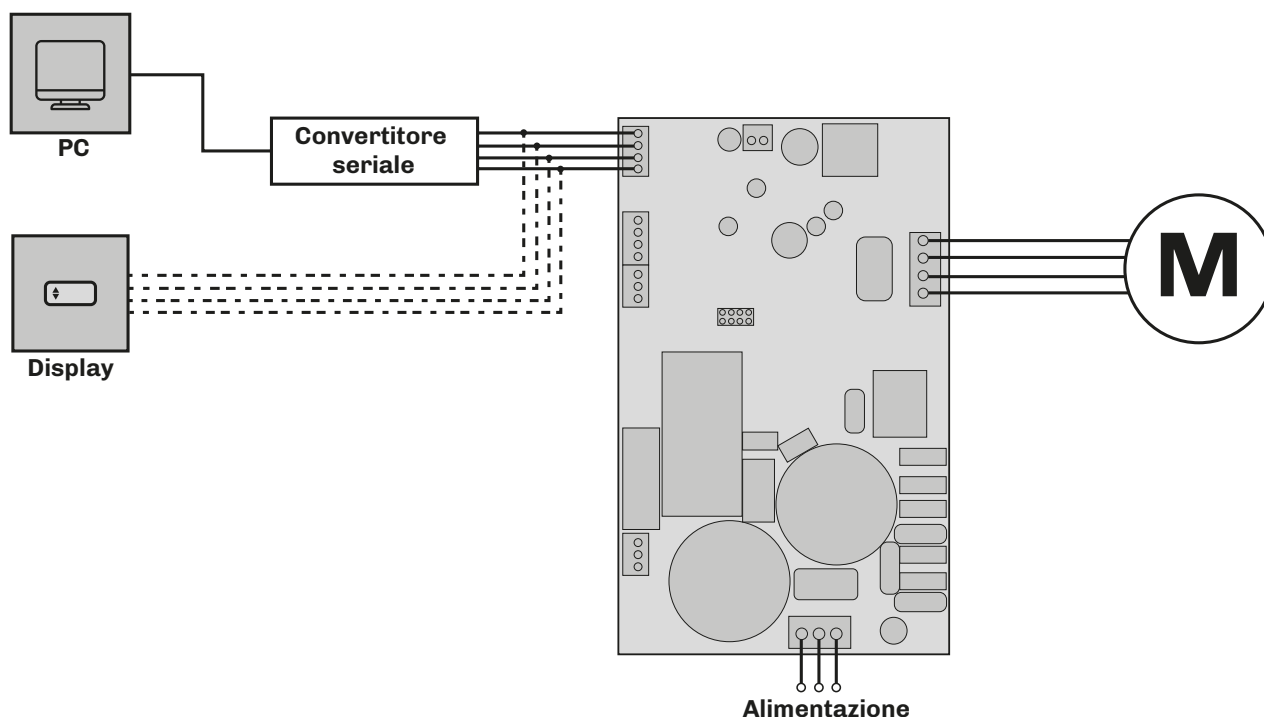 PC
Convertitore
seriale
Display
M
Alimentazione